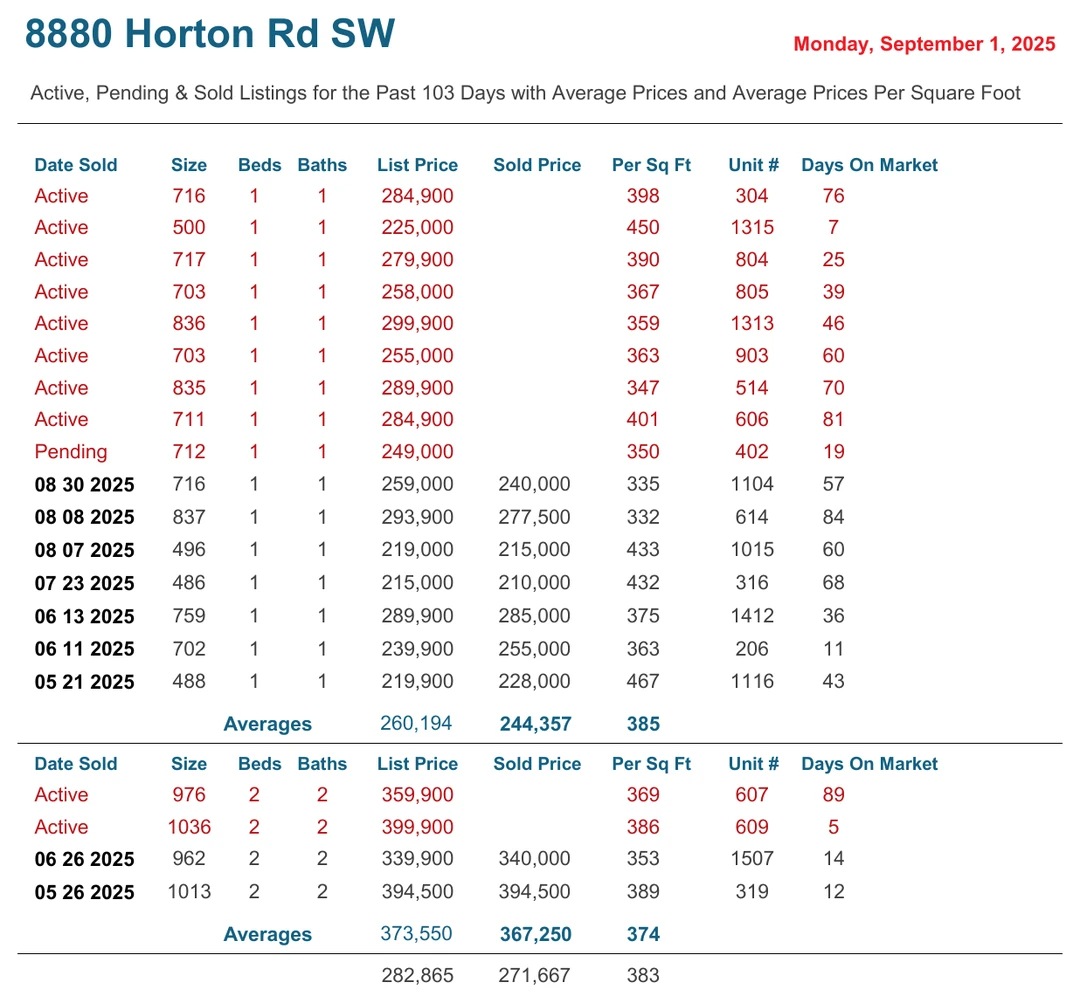 8880 Horton Rd SW
Monday, September 1, 2025
Active, Pending & Sold Listings for the Past 103 Days with Average Prices and Average Prices Per Square Foot
Date Sold Size Beds Baths List Price Sold Price Per Sq Ft Unit # Days On Market
Active 716 1 1 284,900 398 304 76
Active 500 1 1 225,000 450 1315 7
Active 717 1 1 279,900 390 804 25
Active 703 1 1 258,000 367 805 39
Active 836 1 1 299,900 359 1313 46
Active 703 1 1 255,000 363 903 60
Active 835 1 1 289,900 347 514 70
Active 711 1 1 284,900 401 606 81
Pending 712 1 1 249,000 350 402 19
08 30 2025 716 1 1 259,000 240,000 335 1104 57
08 08 2025 837 1 1 293,900 277,500 332 614 84
08 07 2025 496 1 1 219,000 215,000 433 1015 60
07 23 2025 486 1 1 215,000 210,000 432 316 68
06 13 2025 759 1 1 289,900 285,000 375 1412 36
06 11 2025 702 1 1 239,900 255,000 363 206 11
05 21 2025 488 1 1 219,900 228,000 467 1116 43
Averages 260,194 244,357 385
Date Sold Size Beds Baths List Price Sold Price Per Sq Ft Unit # Days On Market
Active 976 2 2 359,900 369 607 89
Active 1036 2 2 399,900 386 609 5
06 26 2025 962 2 2 339,900 340,000 353 1507 14
05 26 2025 1013 2 2 394,500 394,500 389 319 12
Averages 373,550 367,250 374
282,865 271,667 383